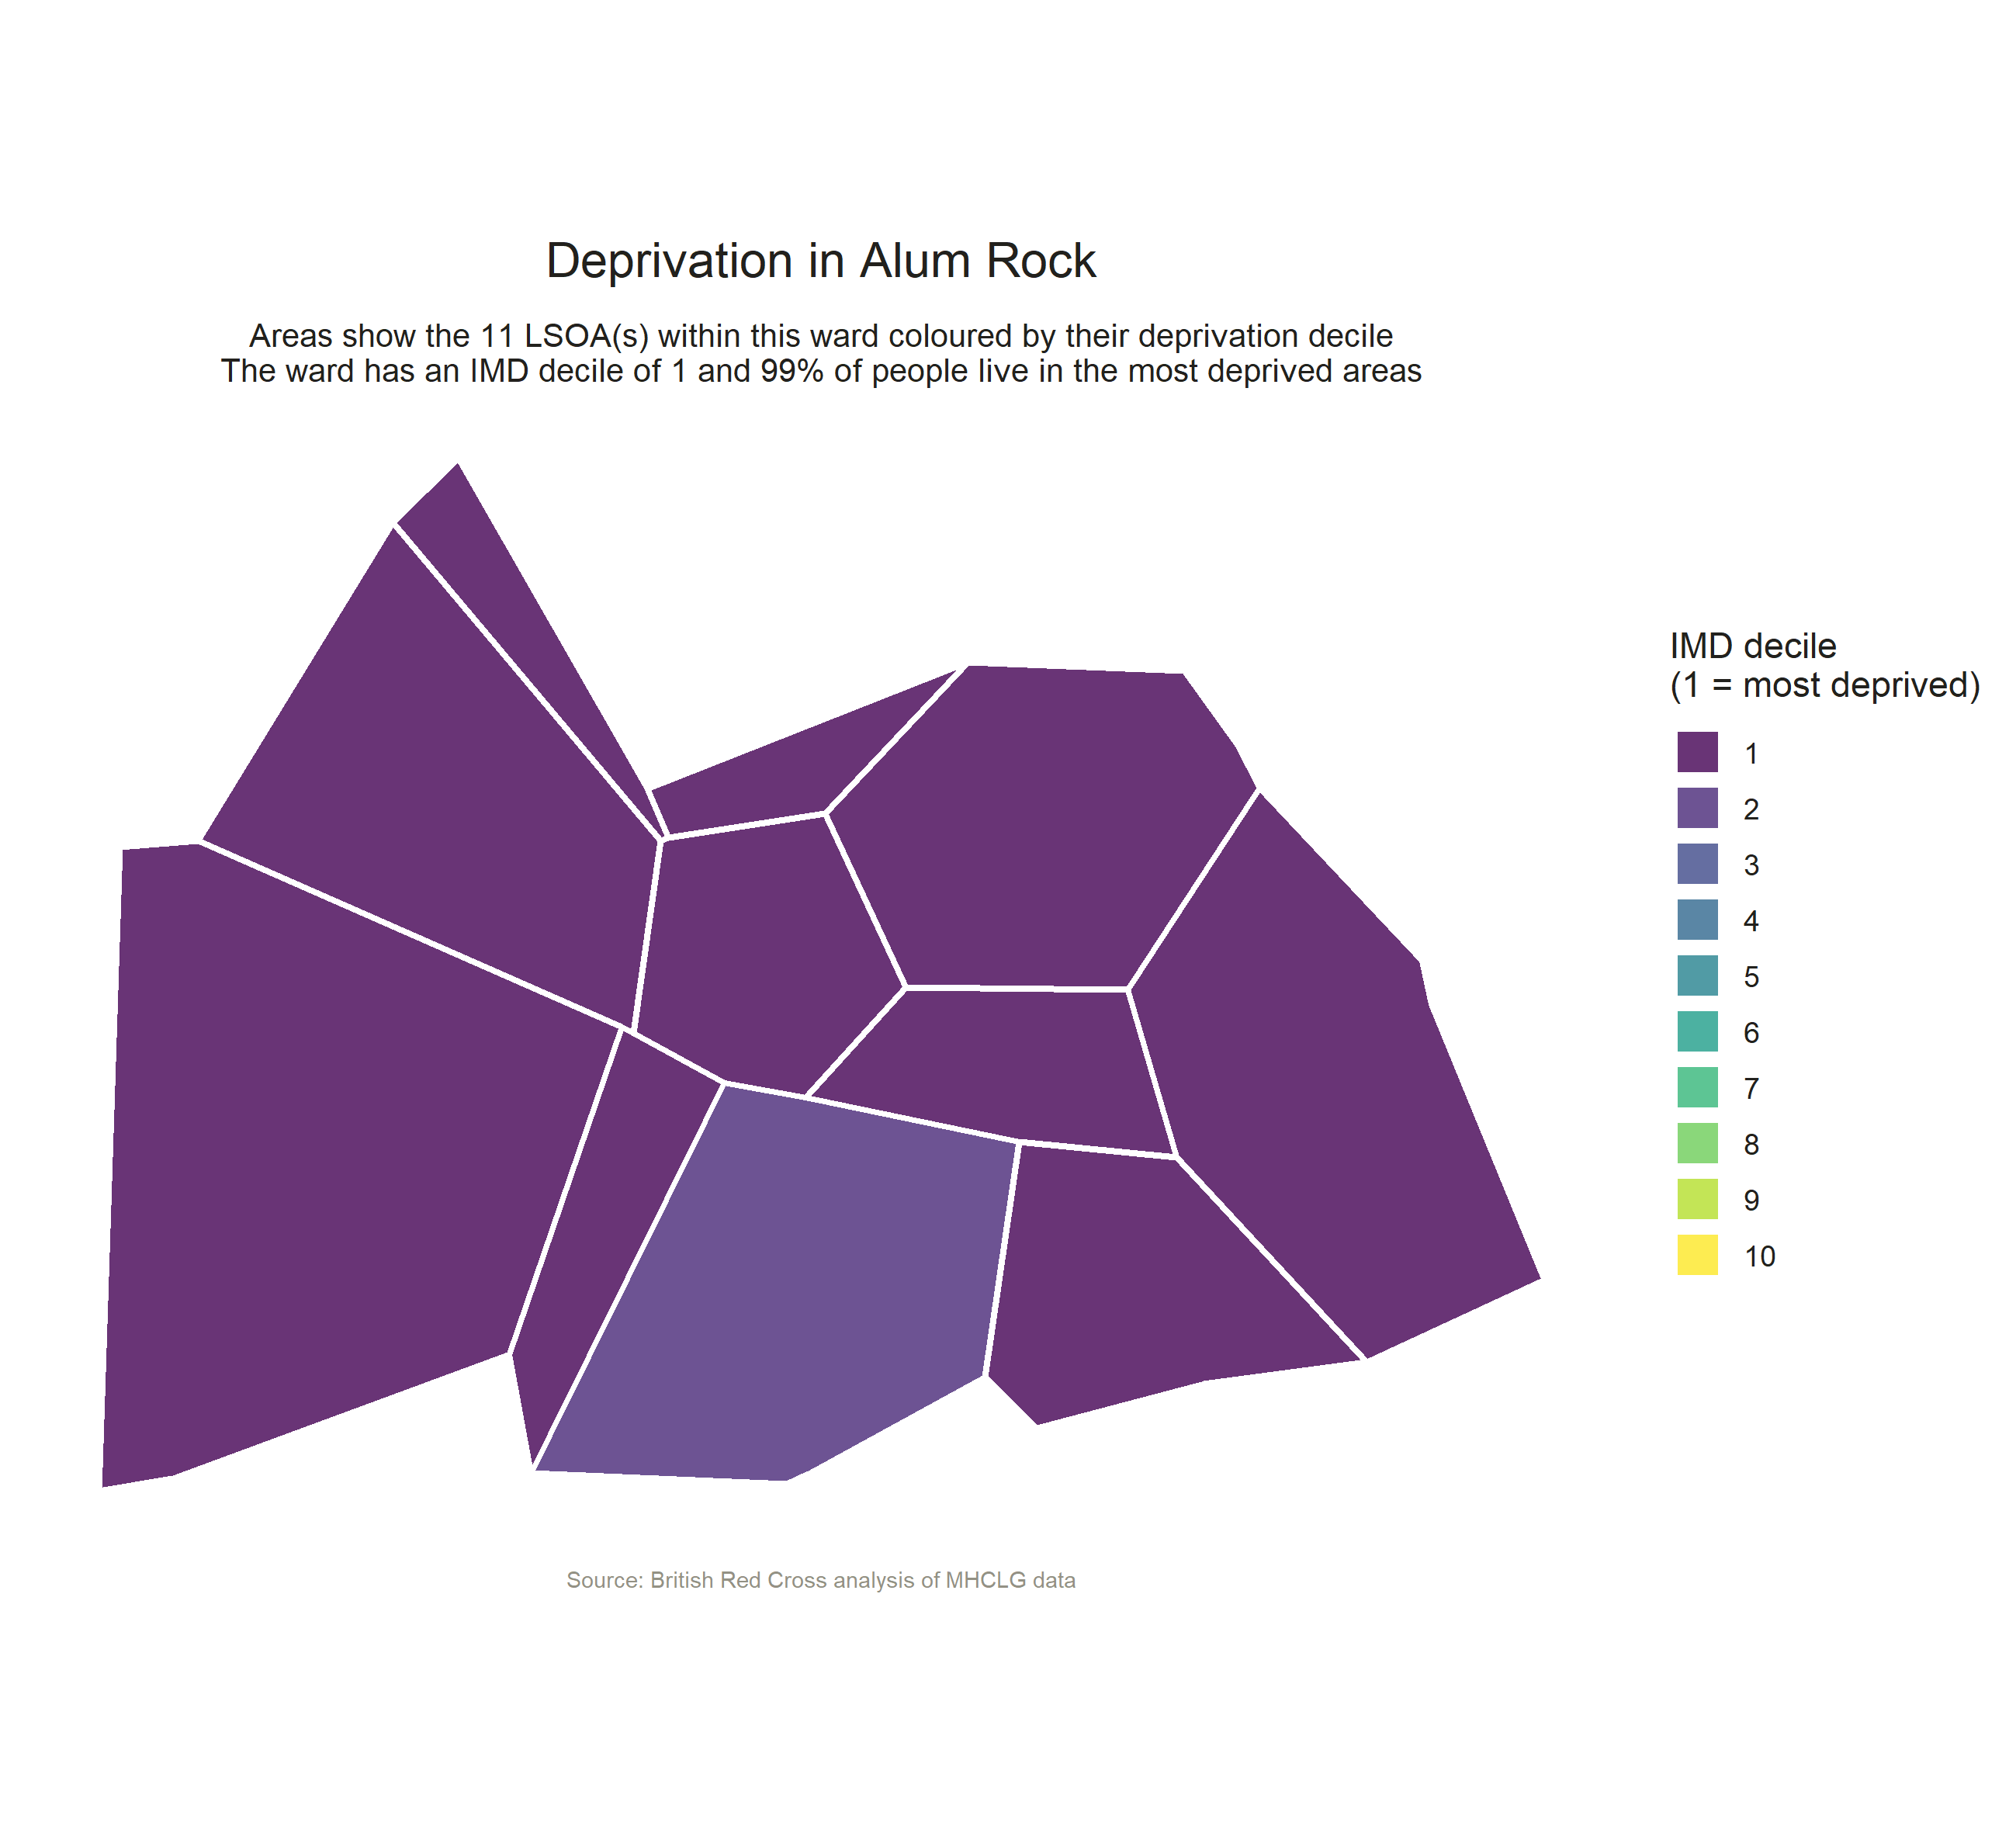 Deprivation in Alum Rock
Areas show the 11 LSOA(s) within this ward coloured by their deprivation decile
The ward has an IMD decile of 1 and 99% of people live in the most deprived areas
IMD decile
(1 = most deprived)
1
2
3
4
5
6
7
8
9
10
Source: British Red Cross analysis of MHCLG data